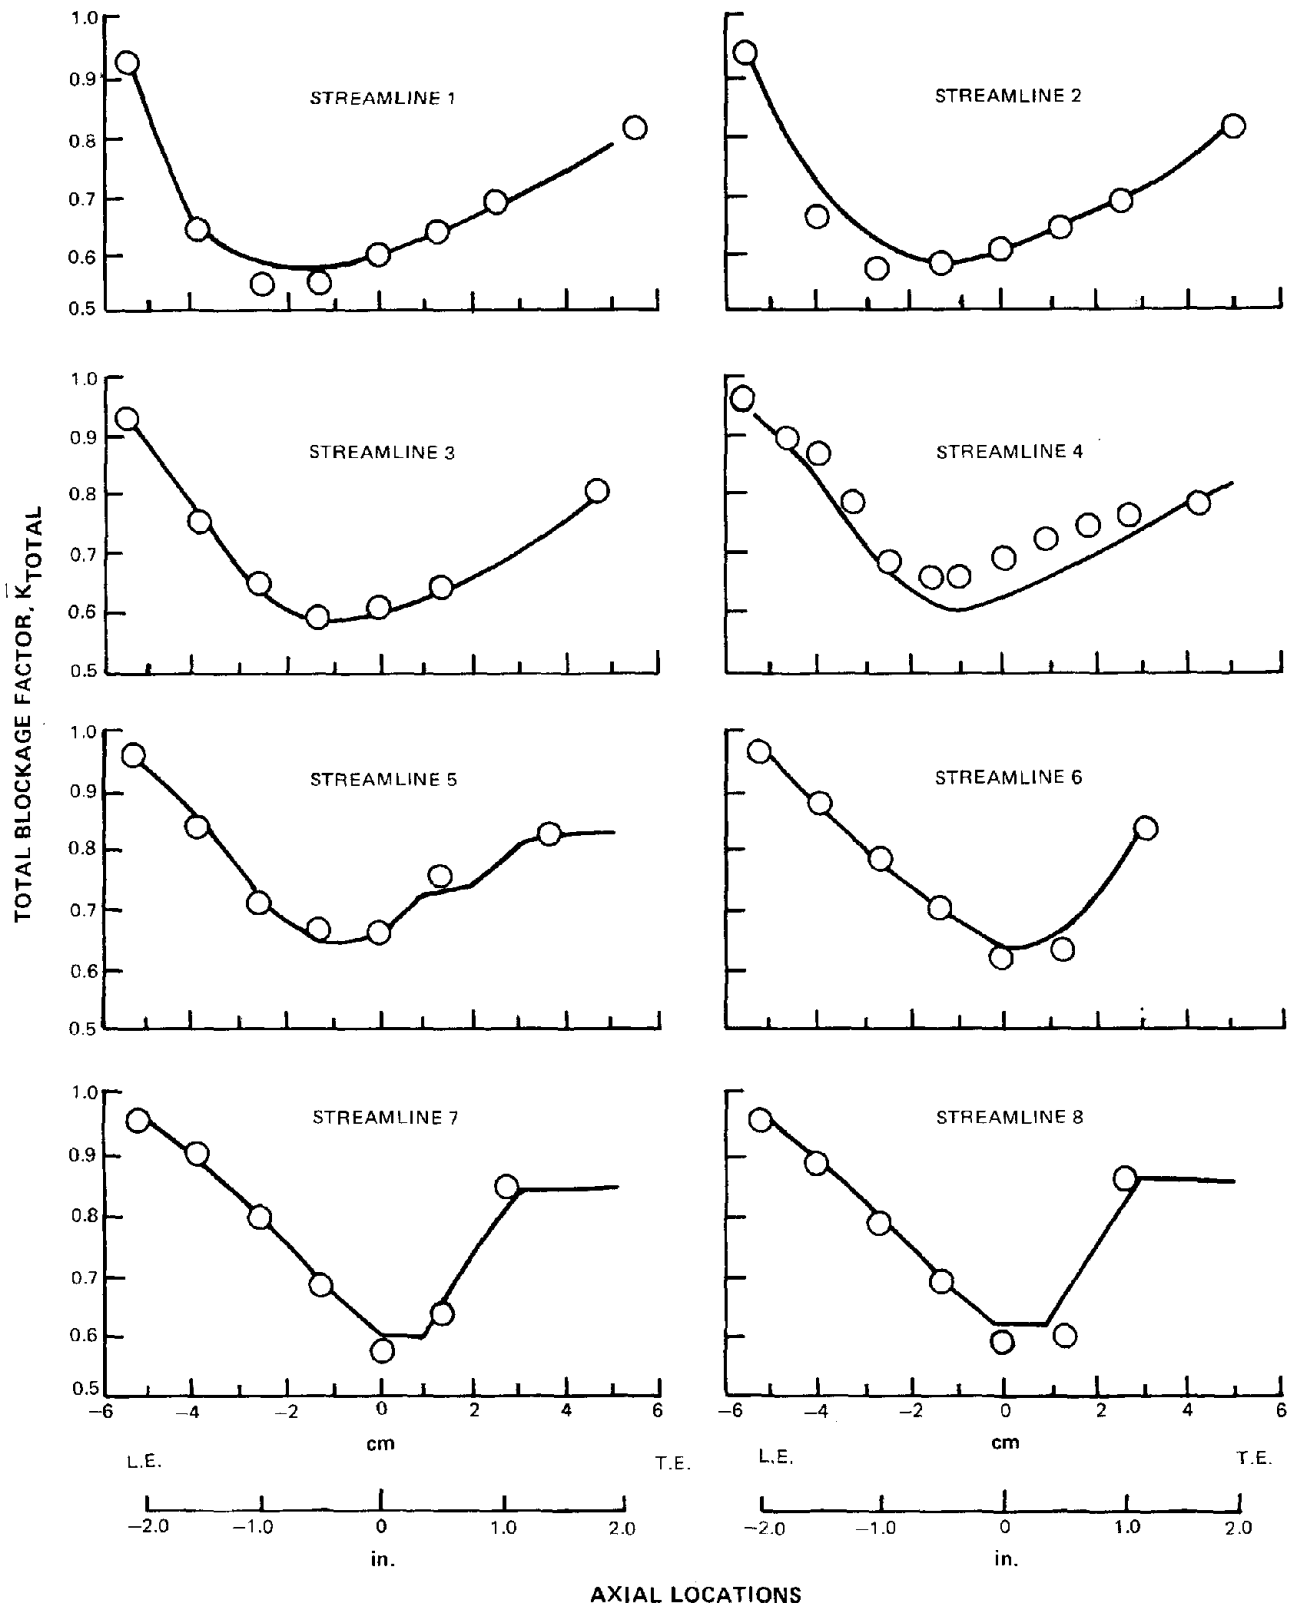 STREAMLINE 1
1.0
0.9
0.8
0.7
0.6
0.5
STREAMLINE 2
STREAMLINE 3
1.0
0.9
0.8
0.7
0.6
0.5
STREAMLINE 4
STREAMLINE 5
1.0
0.9
0.8
0.7
0.6
0.5
STREAMLINE 6
STREAMLINE 7
1.0
0.9
0.8
0.7
0.6
0.5
STREAMLINE 8
TOTAL BLOCKAGE FACTOR, K̅TOTAL
−6 −4 −2 0 2 4 6
cm
L.E. T.E.
−6 −4 −2 0 2 4 6
cm
L.E. T.E.
−2.0 −1.0 0 1.0 2.0
in.
−2.0 −1.0 0 1.0 2.0
in.
AXIAL LOCATIONS